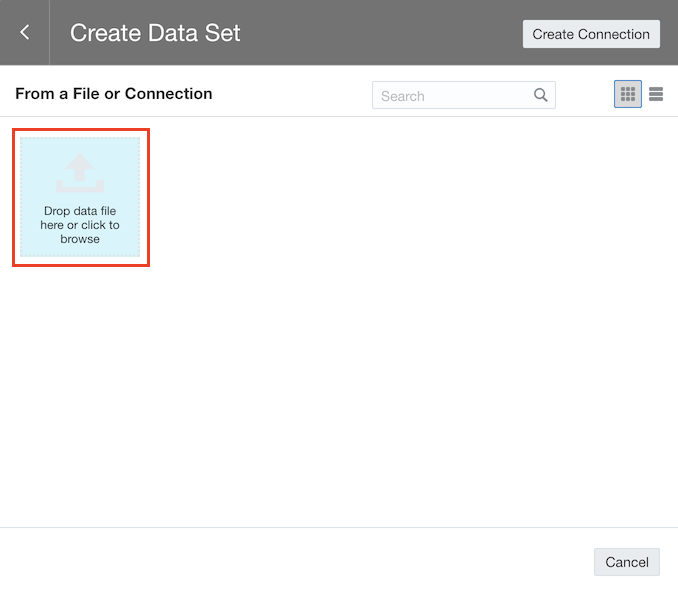 Create Data Set
Create Connection
From a File or Connection
Search
Drop data file
here or click to
browse
Cancel